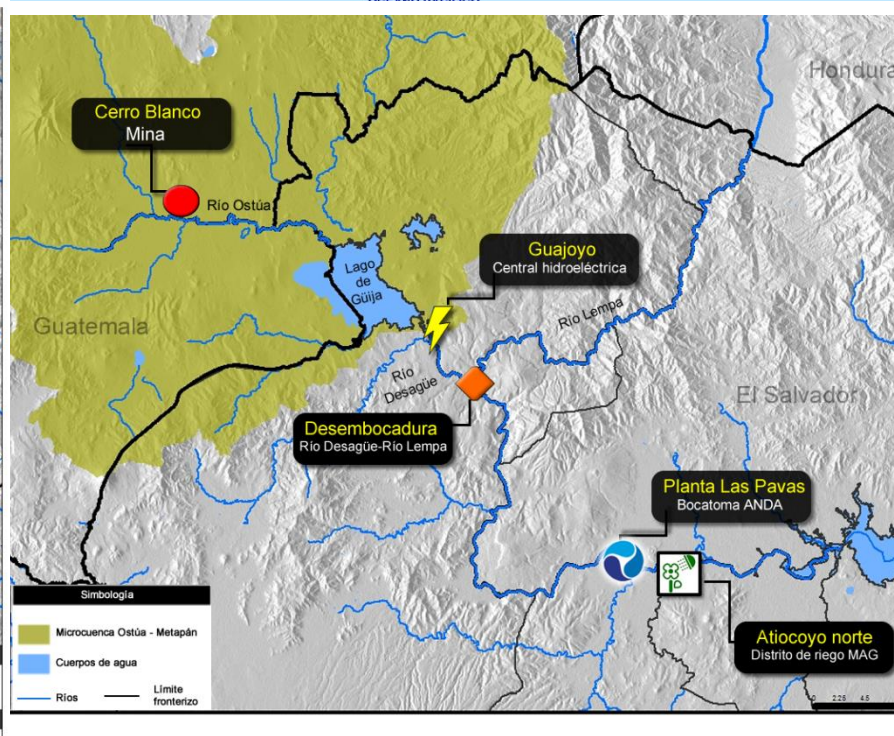 Hondura
Cerro Blanco
Mina
Río Ostúa
Guajoyo
Central hidroeléctrica
Lago
de
Güija
Río Lempa
Guatemala
Río
Desagüe
El Salvador
Desembocadura
Río Desagüe-Río Lempa
Planta Las Pavas
Bocatoma ANDA
Simbología
Microcuenca Ostúa - Metapán
Cuerpos de agua
Ríos
Límite
fronterizo
Atiocoyo norte
Distrito de riego MAG
0 2.25 4.5